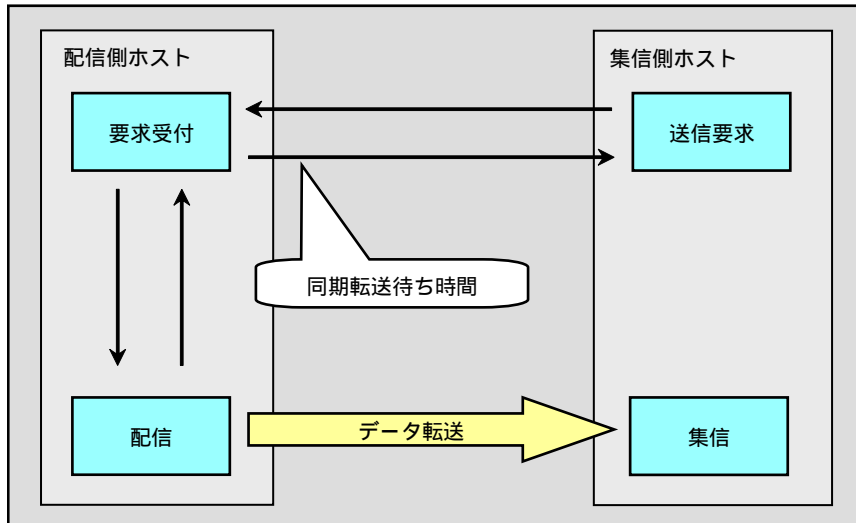 配信側ホスト
集信側ホスト
要求受付
送信要求
同期転送待ち時間
配信
データ転送
集信